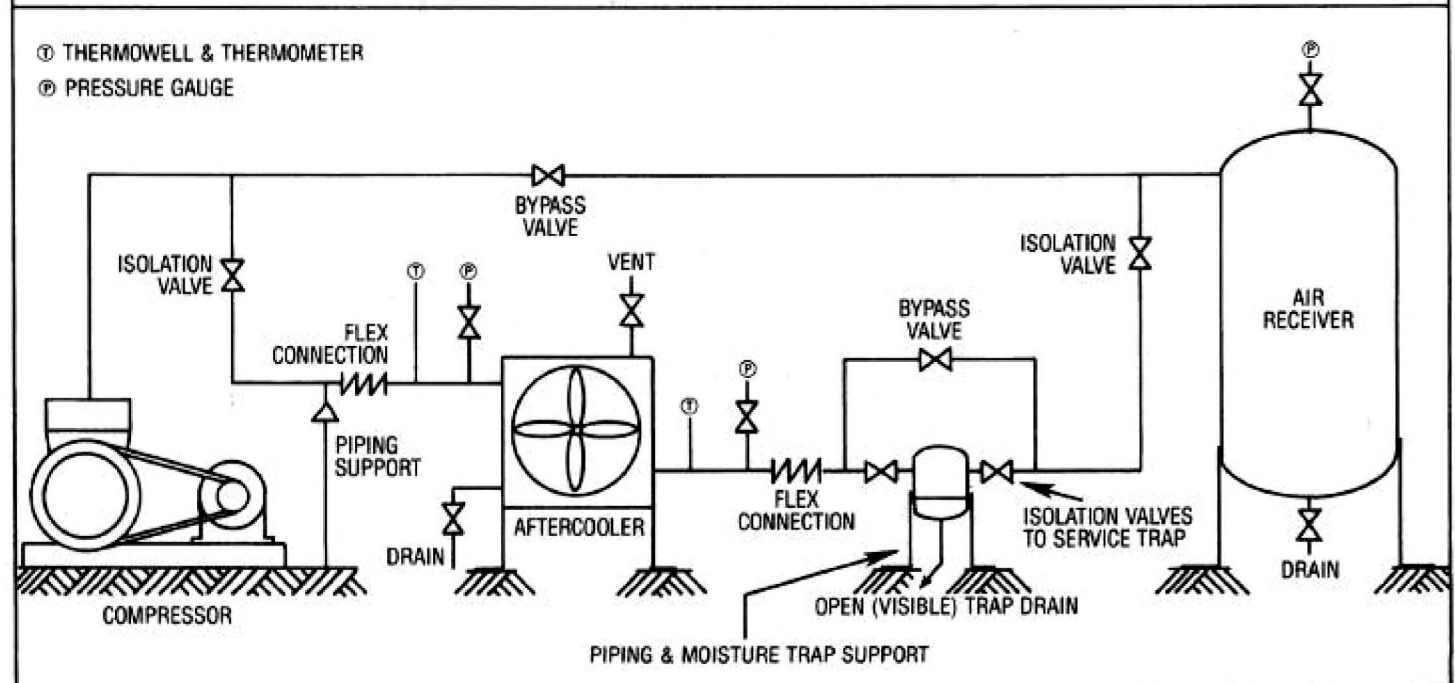 Ⓣ THERMOWELL & THERMOMETER
Ⓟ PRESSURE GAUGE
Ⓟ
BYPASS
VALVE
ISOLATION
VALVE
Ⓣ
Ⓟ
VENT
ISOLATION
VALVE
AIR
RECEIVER
FLEX
CONNECTION
BYPASS
VALVE
Ⓣ
Ⓟ
PIPING
SUPPORT
FLEX
CONNECTION
AFTERCOOLER
DRAIN
ISOLATION VALVES
TO SERVICE TRAP
DRAIN
COMPRESSOR
OPEN (VISIBLE) TRAP DRAIN
PIPING & MOISTURE TRAP SUPPORT